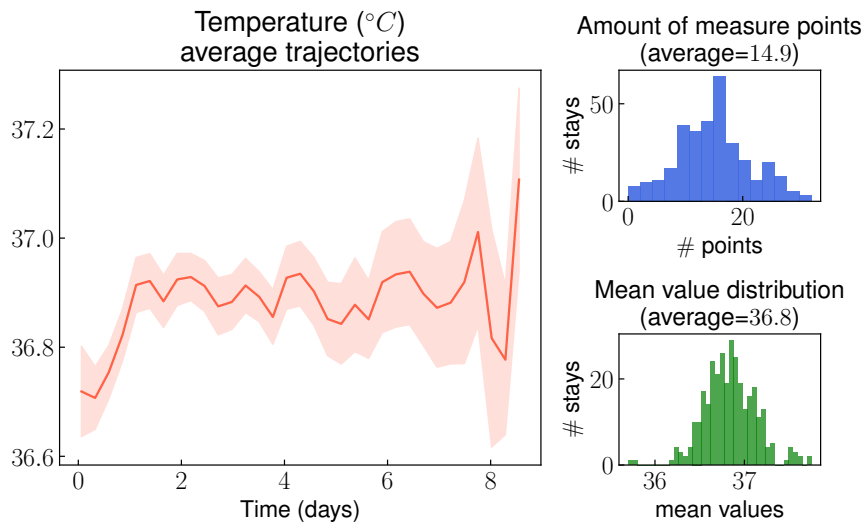 Temperature (°C)
average trajectories
37.2
37.0
36.8
36.6
0 2 4 6 8
Time (days)
Amount of measure points
(average=14.9)
# stays
50
0
0 20
# points
Mean value distribution
(average=36.8)
# stays
20
0
36 37
mean values